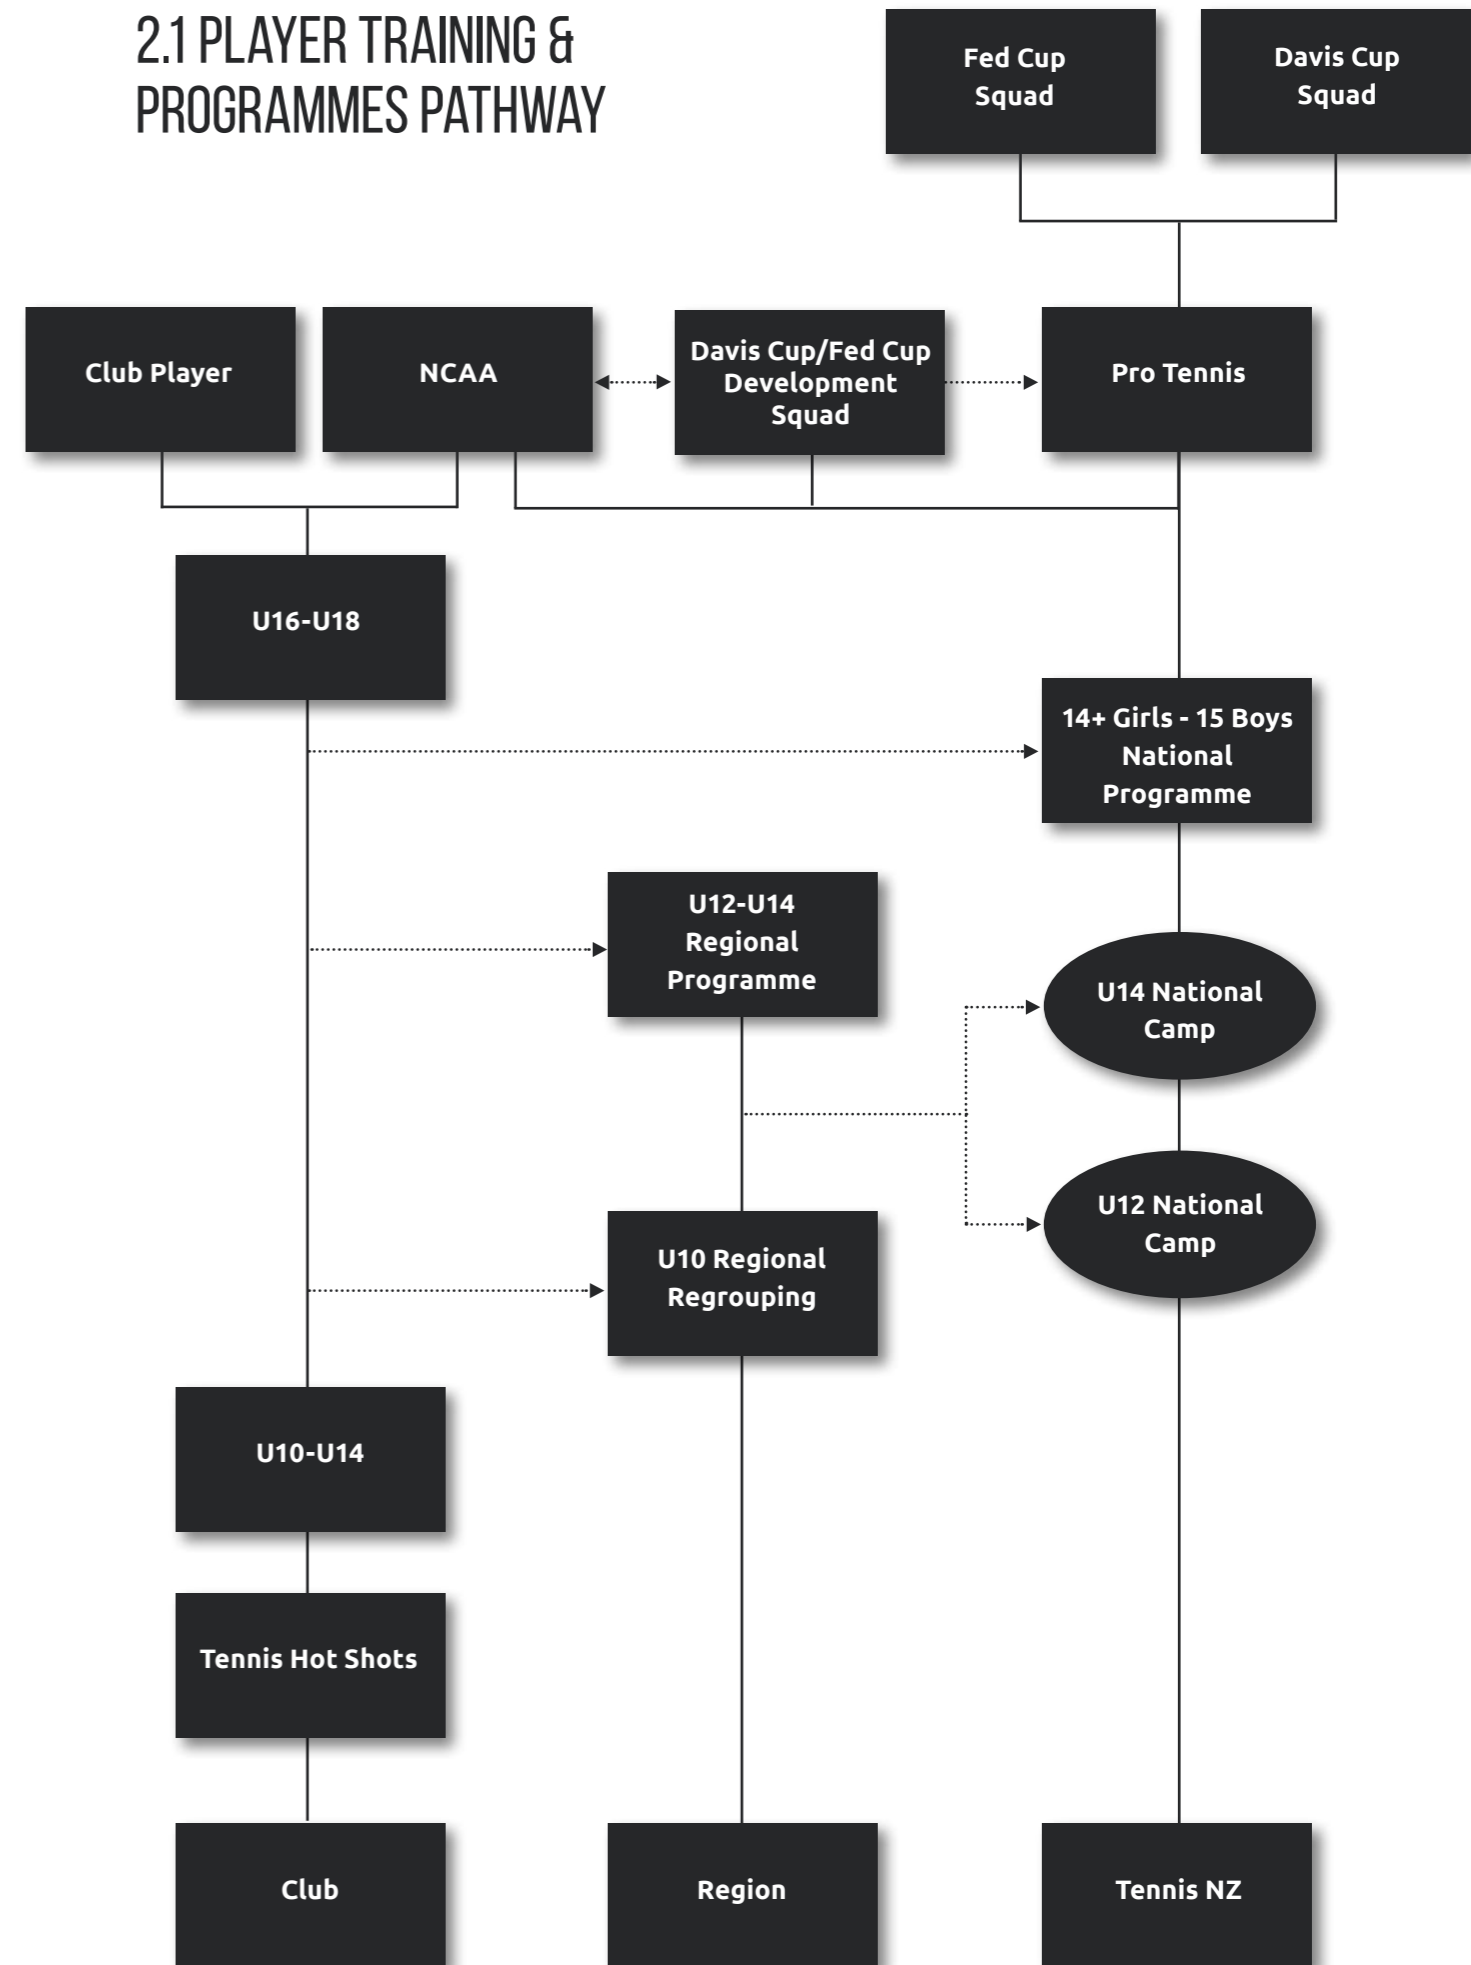 2.1 PLAYER TRAINING &
PROGRAMMES PATHWAY
Fed Cup
Squad
Davis Cup
Squad
Club Player
NCAA
Davis Cup/Fed Cup
Development
Squad
Pro Tennis
U16-U18
14+ Girls - 15 Boys
National
Programme
U12-U14
Regional
Programme
U14 National
Camp
U12 National
Camp
U10 Regional
Regrouping
U10-U14
Tennis Hot Shots
Club
Region
Tennis NZ